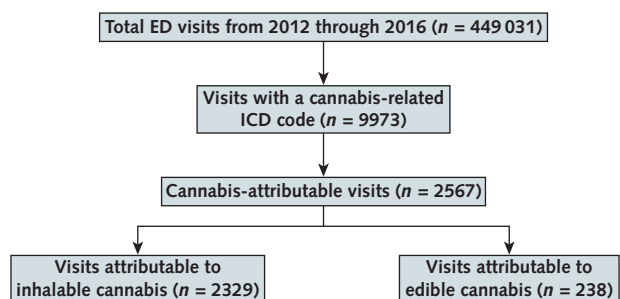 Total ED visits from 2012 through 2016 (n = 449 031)
Visits with a cannabis-related
ICD code (n = 9973)
Cannabis-attributable visits (n = 2567)
Visits attributable to
inhalable cannabis (n = 2329)
Visits attributable to
edible cannabis (n = 238)